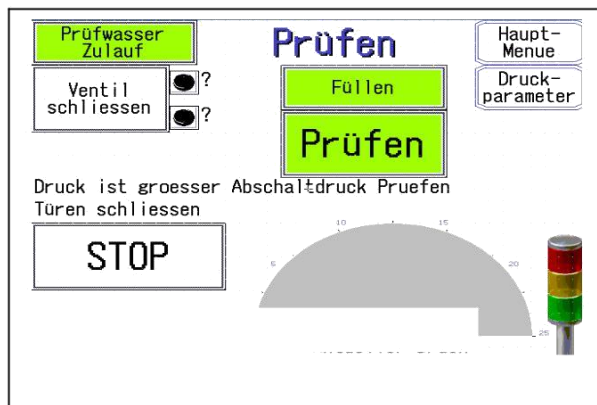 Prüfwasser
Zulauf
Prüfen
Haupt-
Menue
Ventil
schliessen
?
?
Füllen
Druck-
parameter
Prüfen
Druck ist groesser Abschaltdruck Pruefen
Türen schliessen
STOP
5
10
15
20
25